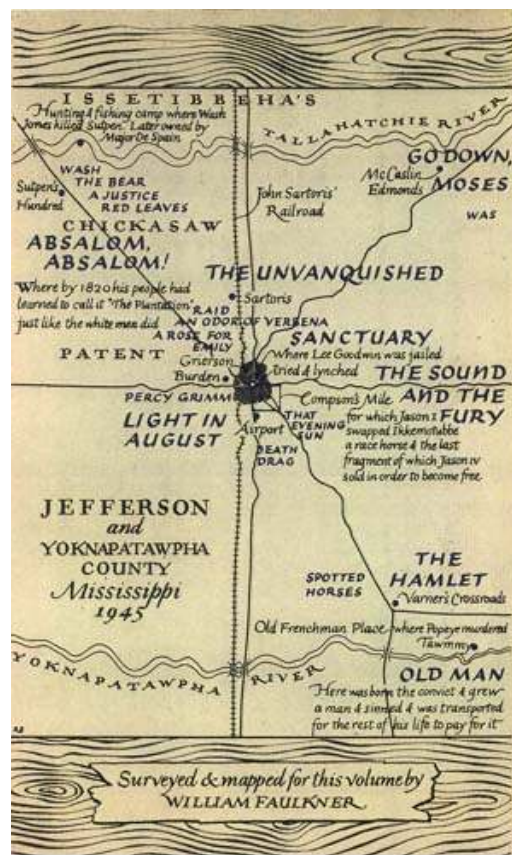 ISSETIBBEHA'S
Hunting & fishing camp where Wash
Jones killed Sutpen. Later owned by
Major De Spain
TALLAHATCHIE RIVER
GO DOWN,
MOSES
McCaslin
Edmonds
WAS
Sutpen's
Hundred
WASH
THE BEAR
A JUSTICE
RED LEAVES
John Sartoris'
Railroad
CHICKASAW
ABSALOM,
ABSALOM!
THE UNVANQUISHED
Where by 1820 his people had
learned to call it "The Plantation"
just like the white men did
Sartoris
RAID
AN ODOR OF VERBENA
A ROSE FOR
EMILY
PATENT
Grierson
Burden
SANCTUARY
Where Lee Goodwin was jailed
tried & lynched
THE SOUND
AND THE
FURY
PERCY GRIMM
LIGHT IN
AUGUST
Airport
THAT
EVENING
SUN
DEATH
DRAG
Compson's Mile
for which Jason I
swapped Ikkemotubbe
a race horse & the last
fragment of which Jason IV
sold in order to become free
JEFFERSON
and
YOKNAPATAWPHA
COUNTY
Mississippi
1945
THE
HAMLET
SPOTTED
HORSES
Varner's Crossroads
Old Frenchman Place where Popeye murdered
Tawmmy
YOKNAPATAWPHA RIVER
OLD MAN
Here was born the convict & grew
a man & sinned & was transported
for the rest of his life to pay for it
Surveyed & mapped for this volume by
WILLIAM FAULKNER